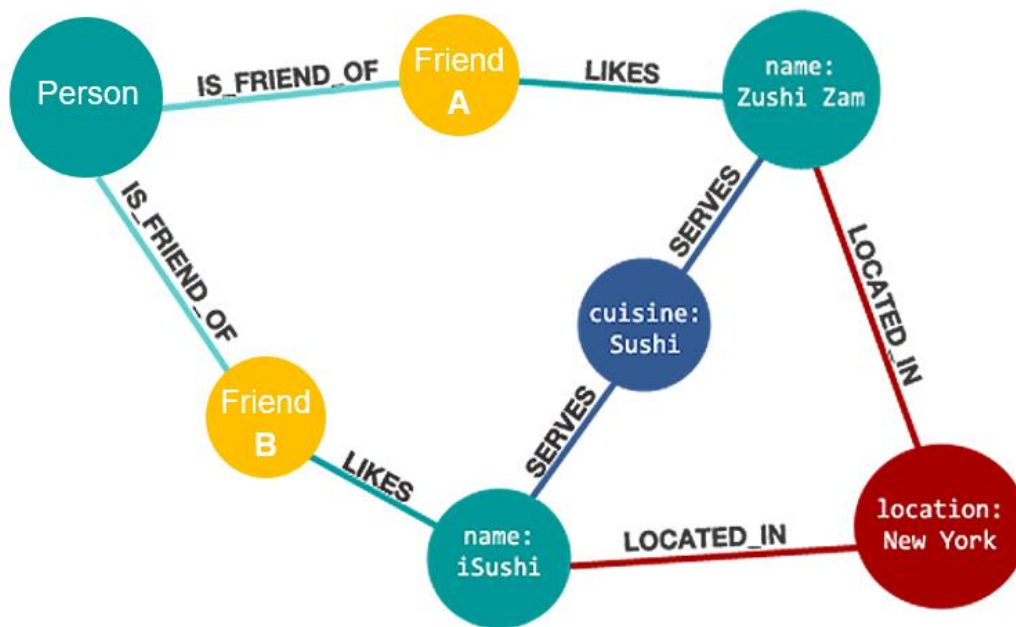 Person
IS_FRIEND_OF
Friend
A
LIKES
name:
Zushi Zam
IS_FRIEND_OF
SERVES
LOCATED_IN
cuisine:
Sushi
Friend
B
SERVES
LIKES
name:
iSushi
LOCATED_IN
location:
New York